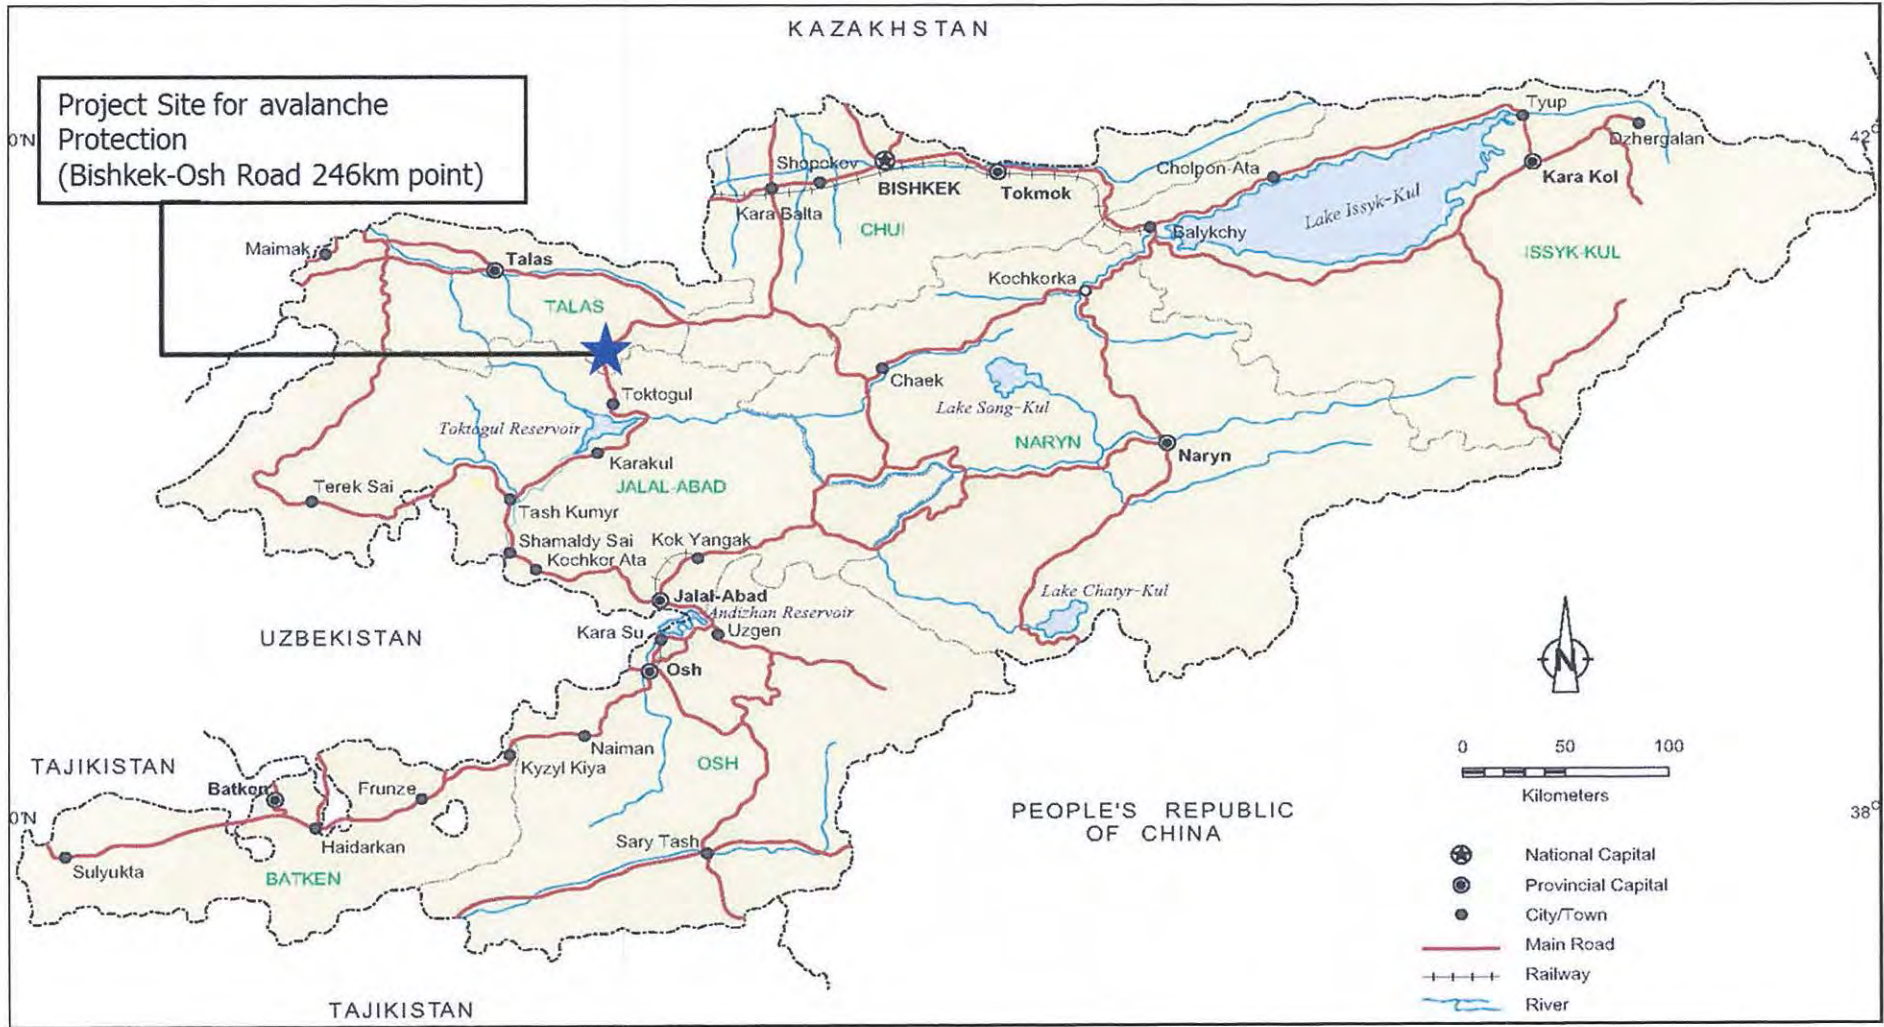 KAZAKHSTAN
Project Site for avalanche
Protection
(Bishkek-Osh Road 246km point)
0'N
42°
Tyup
Dzhergalan
Shopokov
BISHKEK
Tokmok
Cholpon-Ata
Kara Kol
Kara Balta
CHUI
Lake Issyk-Kul
Balykchy
ISSYK-KUL
Maimak
Talas
TALAS
Kochkorka
Toktogul
Chaek
Lake Song-Kul
Toktogul Reservoir
NARYN
Naryn
Karakul
JALAL-ABAD
Terek Sai
Tash Kumyr
Shamaldy Sai
Kok Yangak
Kochkor Ata
Jalal-Abad
Andizhan Reservoir
Lake Chatyr-Kul
UZBEKISTAN
Kara Su
Uzgen
Osh
N
Naiman
TAJIKISTAN
Kyzyl Kiya
OSH
Batken
Frunze
0 50 100
Kilometers
PEOPLE'S REPUBLIC
OF CHINA
0'N
38°
Haidarkan
Sary Tash
Sulyukta
BATKEN
National Capital
Provincial Capital
City/Town
Main Road
Railway
River
TAJIKISTAN